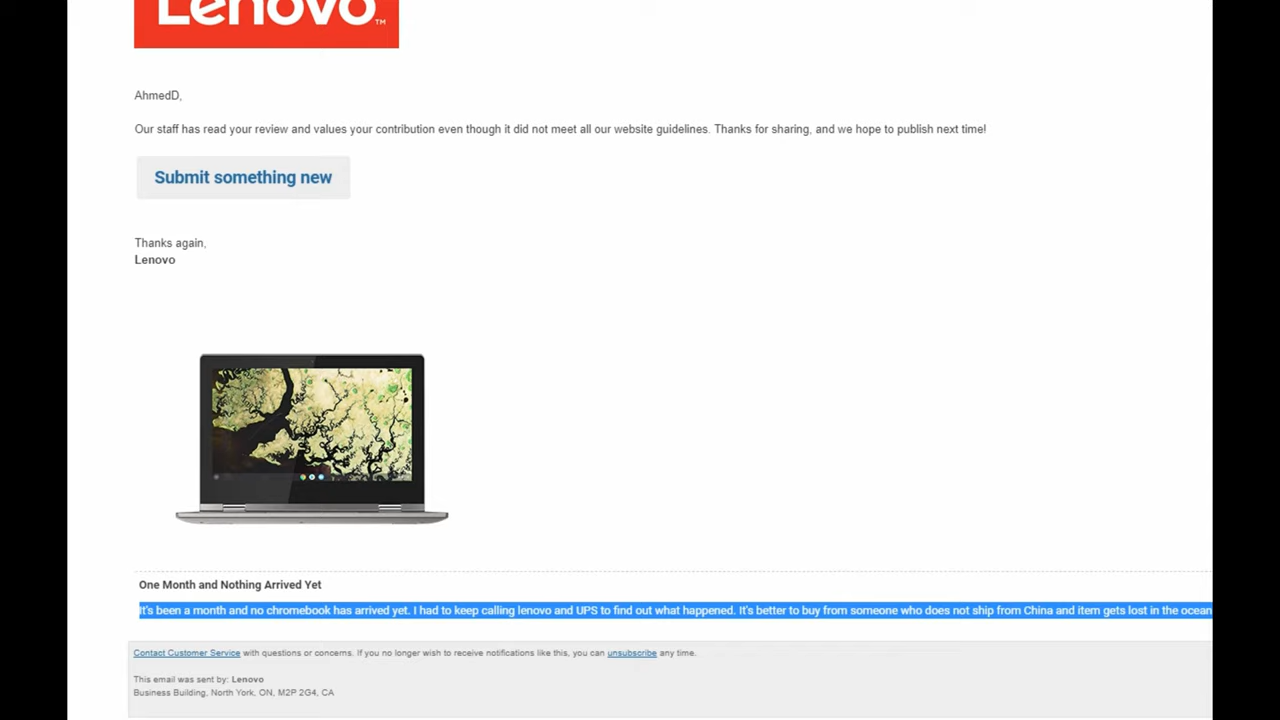 Lenovo™
AhmedD,
Our staff has read your review and values your contribution even though it did not meet all our website guidelines. Thanks for sharing, and we hope to publish next time!
Submit something new
Thanks again,
Lenovo
One Month and Nothing Arrived Yet
It's been a month and no chromebook has arrived yet. I had to keep calling lenovo and UPS to find out what happened. It's better to buy from someone who does not ship from China and item gets lost in the ocean
Contact Customer Service with questions or concerns. If you no longer wish to receive notifications like this, you can unsubscribe any time.
This email was sent by: Lenovo
Business Building, North York, ON, M2P 2G4, CA